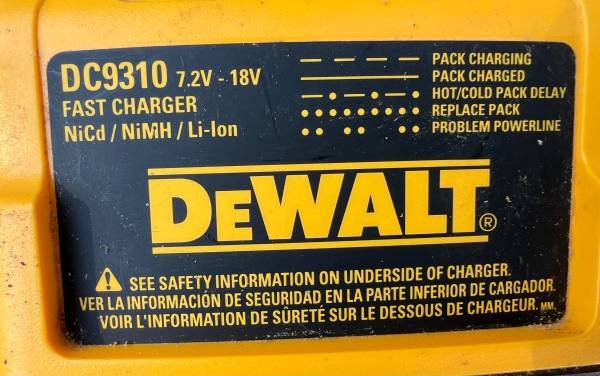 DC9310 7.2V - 18V
FAST CHARGER
NiCd / NiMH / Li-Ion
PACK CHARGING
PACK CHARGED
HOT/COLD PACK DELAY
REPLACE PACK
PROBLEM POWERLINE
DEWALT®
SEE SAFETY INFORMATION ON UNDERSIDE OF CHARGER.
VER LA INFORMACIÓN DE SEGURIDAD EN LA PARTE INFERIOR DE CARGADOR.
VOIR L'INFORMATION DE SÛRETÉ SUR LE DESSOUS DE CHARGEUR. MM.